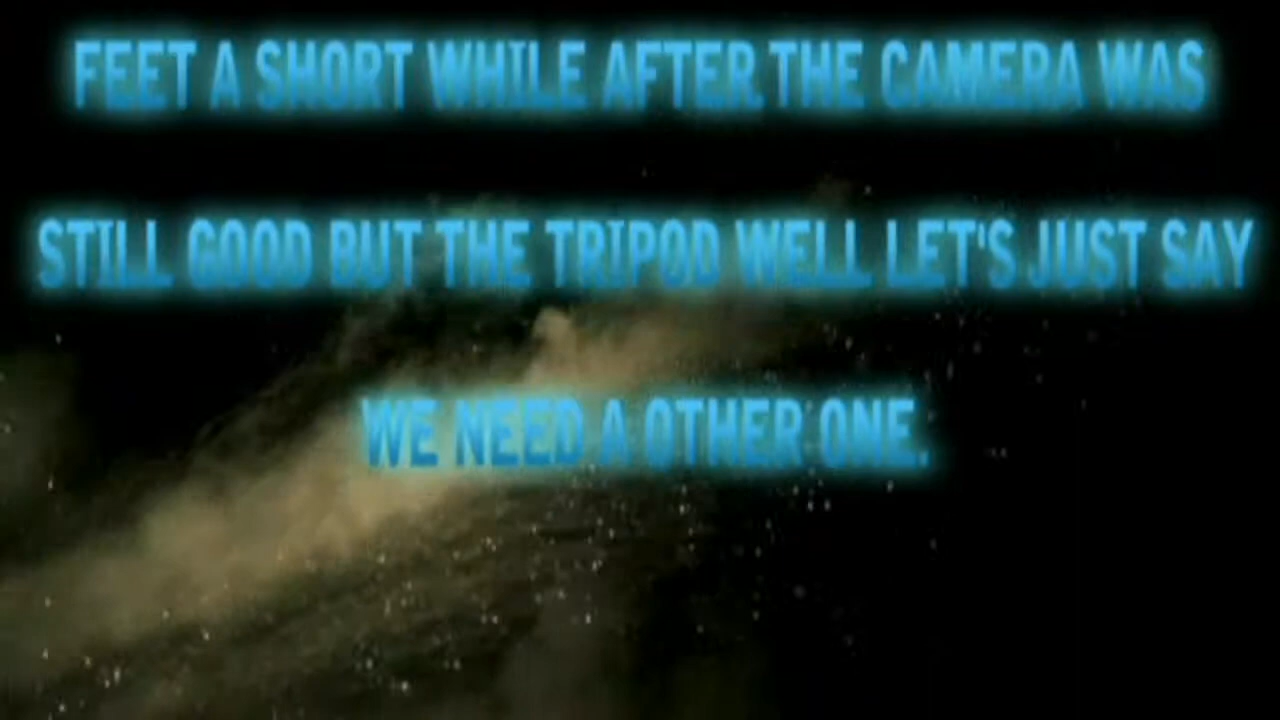 FEET A SHORT WHILE AFTER THE CAMERA WAS
STILL GOOD BUT THE TRIPOD WELL LET'S JUST SAY
WE NEED A OTHER ONE.